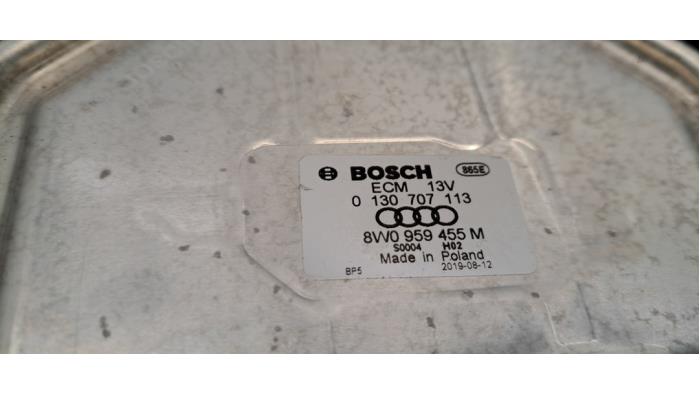 BOSCH 865E
ECM 13V
0 130 707 113
8W0 959 455 M
S0004 H02
Made in Poland
BP5 2019-08-12